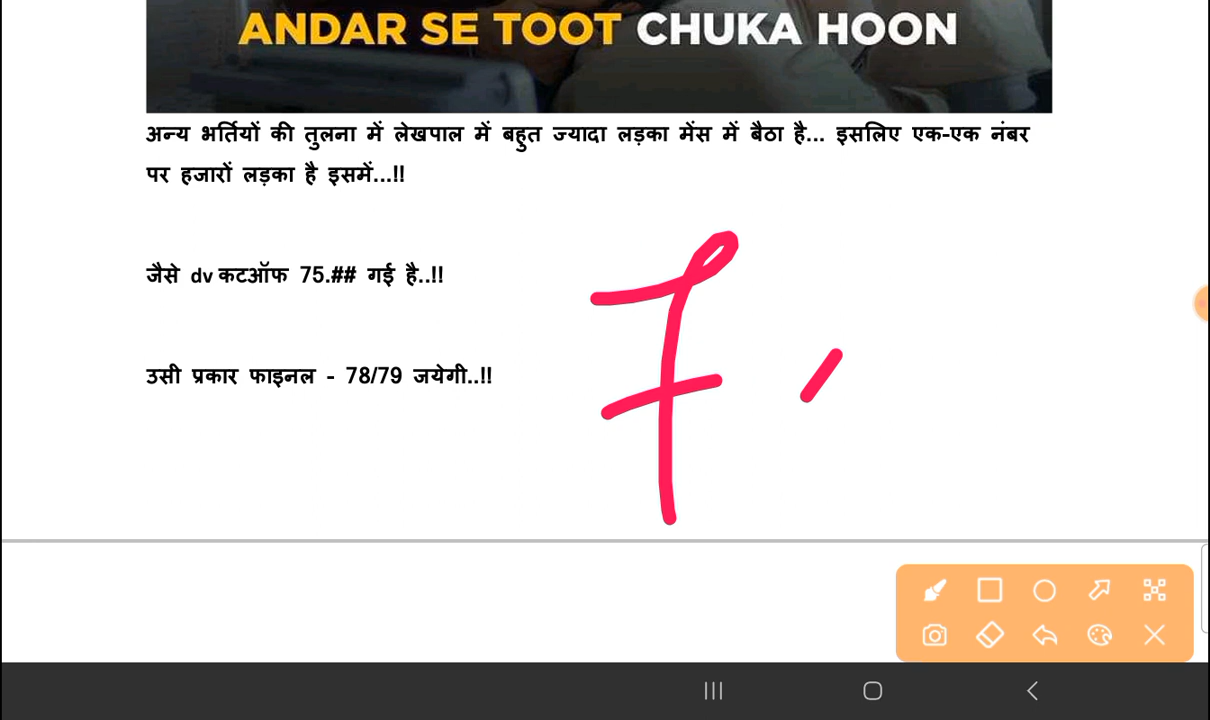 ANDAR SE TOOT CHUKA HOON
अन्य भर्तियों की तुलना में लेखपाल में बहुत ज्यादा लड़का मेंस में बैठा है... इसलिए एक-एक नंबर
पर हजारों लड़का है इसमें...!!
जैसे dv कटऑफ 75.## गई है..!!
उसी प्रकार फाइनल - 78/79 जयेगी..!!
7